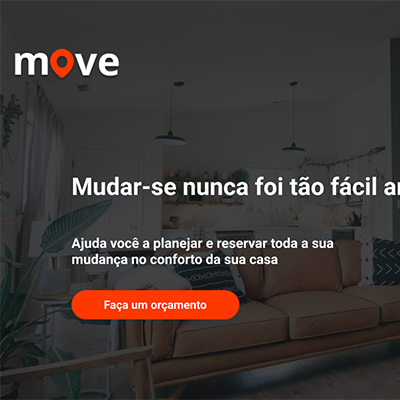 move
Mudar-se nunca foi tão fácil
Ajuda você a planejar e reservar toda a sua
mudança no conforto da sua casa
Faça um orçamento